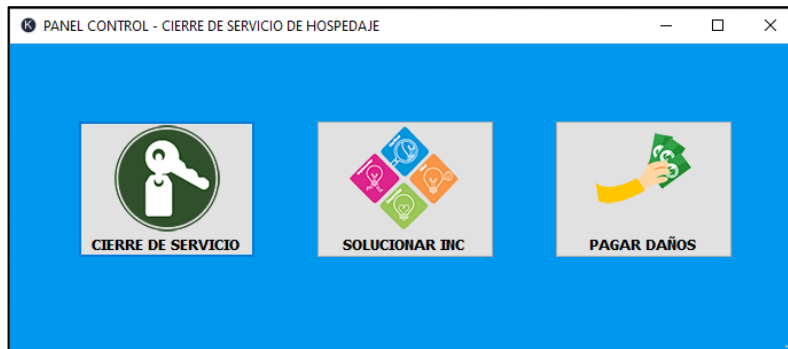 K PANEL CONTROL - CIERRE DE SERVICIO DE HOSPEDAJE
CIERRE DE SERVICIO
SOLUCIONAR INC
PAGAR DAÑOS